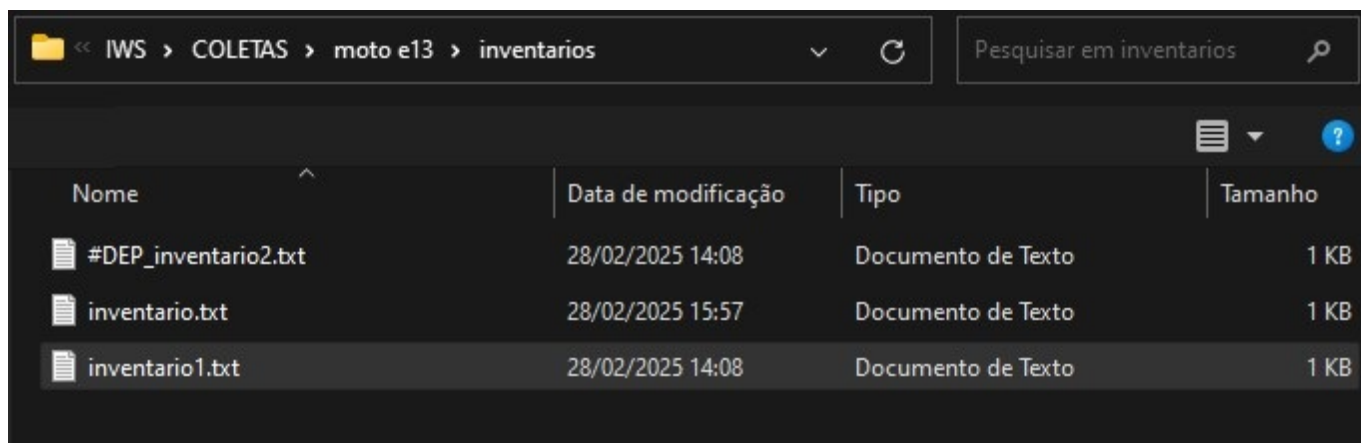 « IWS > COLETAS > moto e13 > inventarios Pesquisar em inventarios
Nome Data de modificação Tipo Tamanho
#DEP_inventario2.txt 28/02/2025 14:08 Documento de Texto 1 KB
inventario.txt 28/02/2025 15:57 Documento de Texto 1 KB
inventario1.txt 28/02/2025 14:08 Documento de Texto 1 KB